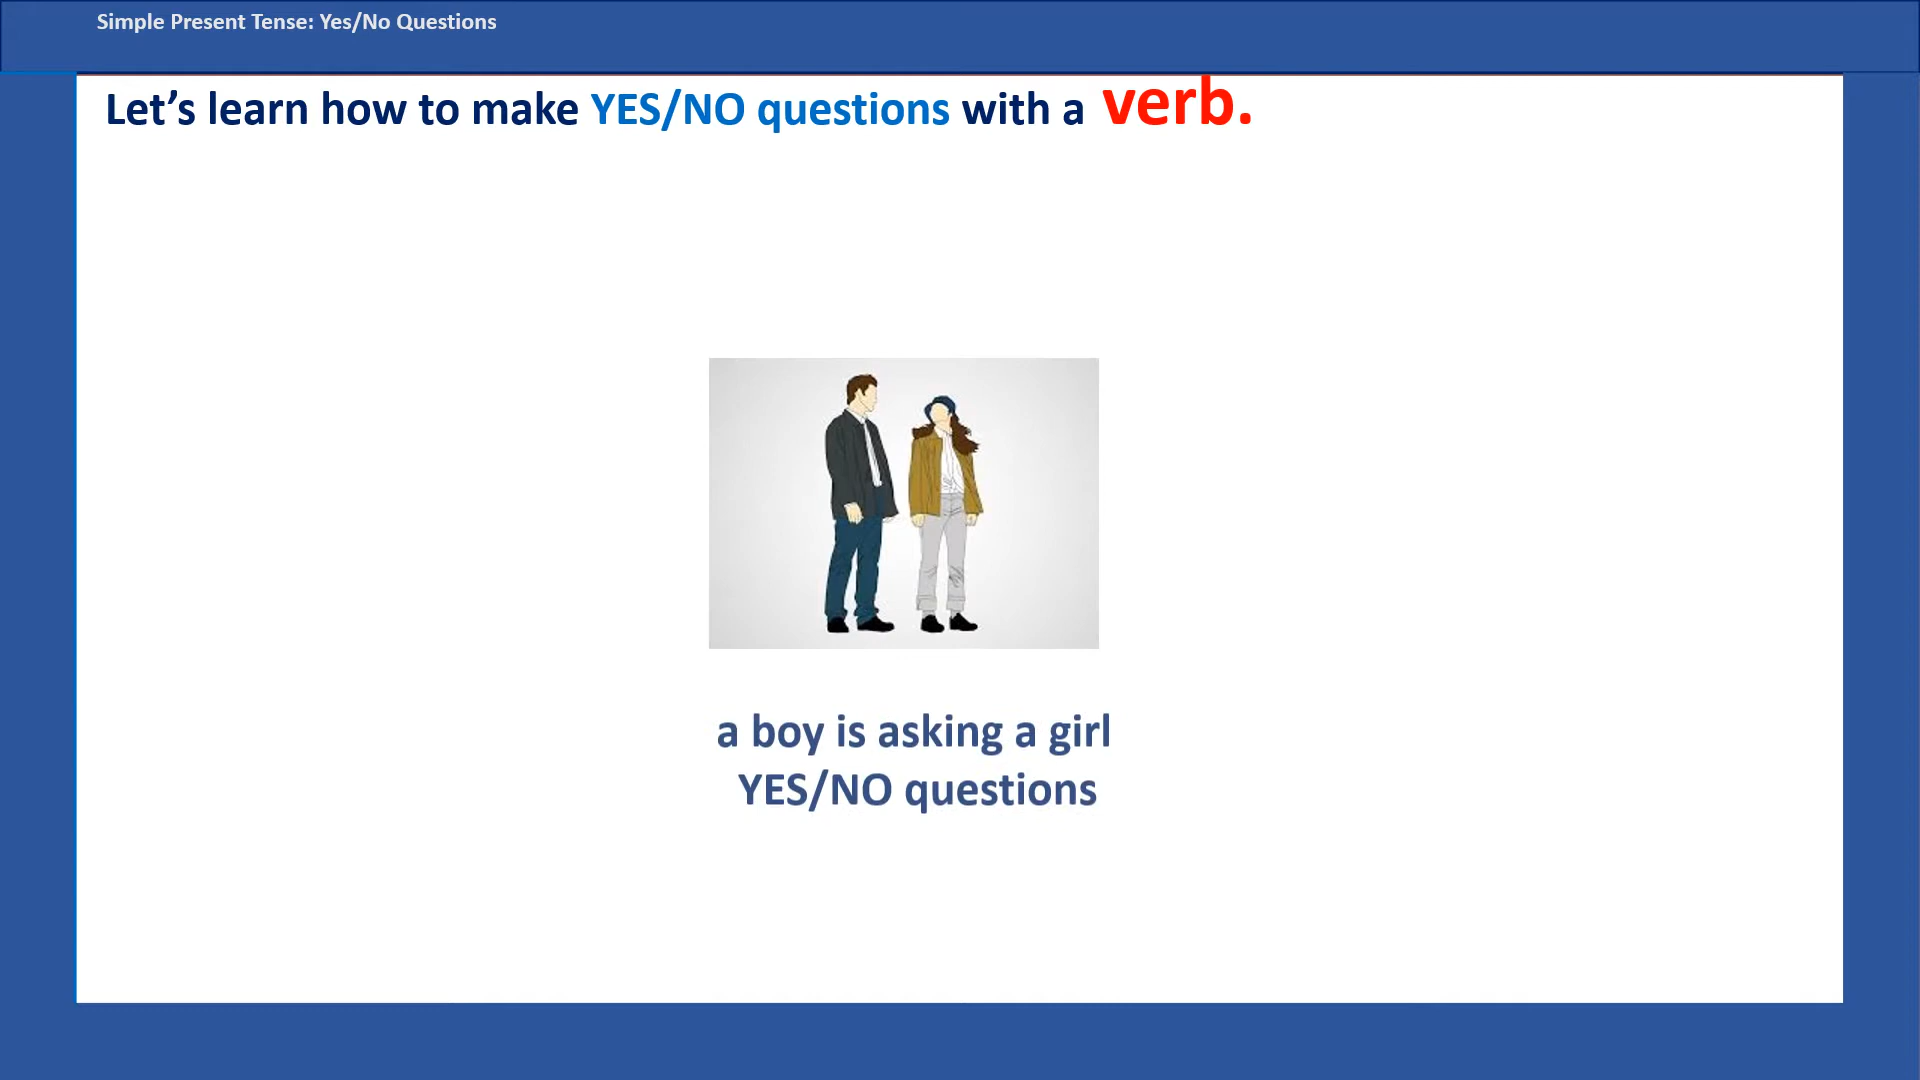 Simple Present Tense: Yes/No Questions
Let’s learn how to make YES/NO questions with a verb.
a boy is asking a girl
YES/NO questions